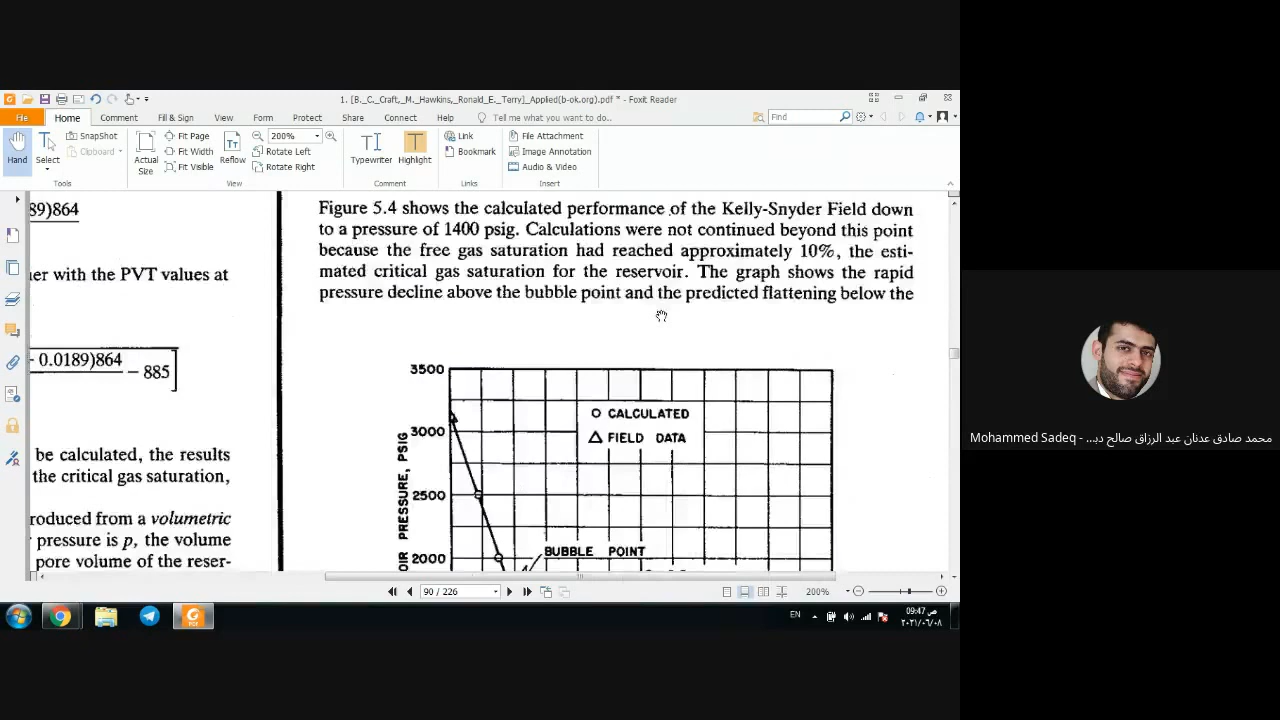 1. [B._C._Craft,_M._Hawkins,_Ronald_E._Terry]_Applied(b-ok.org).pdf * - Foxit Reader
File Home Comment Fill & Sign View Form Protect Share Connect Help Tell me what you want to do.. Find
Hand
Select
SnapShot
Clipboard
Actual Size
Fit Page
Fit Width
Fit Visible
Reflow
200%
Rotate Left
Rotate Right
Typewriter
Highlight
Link
Bookmark
File Attachment
Image Annotation
Audio & Video
Tools View Comment Links Insert
89)864
er with the PVT values at
- 0.0189)864
- 885
be calculated, the results
the critical gas saturation,
roduced from a volumetric
pressure is p, the volume
pore volume of the reser-
Figure 5.4 shows the calculated performance of the Kelly-Snyder Field down
to a pressure of 1400 psig. Calculations were not continued beyond this point
because the free gas saturation had reached approximately 10%, the esti-
mated critical gas saturation for the reservoir. The graph shows the rapid
pressure decline above the bubble point and the predicted flattening below the
3500
3000
2500
2000
OIR PRESSURE, PSIG
O CALCULATED
△ FIELD DATA
BUBBLE POINT
90 / 226
200%
EN
09:47 ص
٢٠٢١/٠٦/٠٨
Mohammed Sadeq - محمد صادق عدنان عبد الرزاق صالح دب...